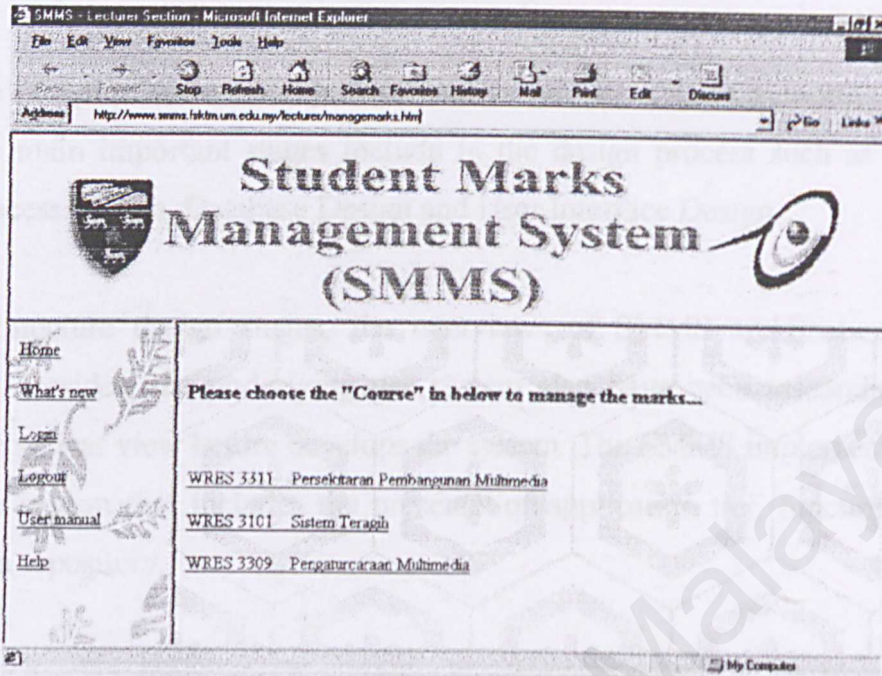 SMMS - Lecturer Section - Microsoft Internet Explorer
File Edit View Favorites Tools Help
Back Forward Stop Refresh Home Search Favorites History Mail Print Edit Discuss
Address http://www.smms.fsktm.um.edu.my/lecturer/managemarks.htm Go Links
Student Marks
Management System
(SMMS)
Home
What's new
Login
Logout
User manual
Help
Please choose the "Course" in below to manage the marks...
WRES 3311 Persekitaran Pembangunan Multimedia
WRES 3101 Sistem Teragih
WRES 3309 Pengaturcaraan Multimedia
My Computer
Malaya